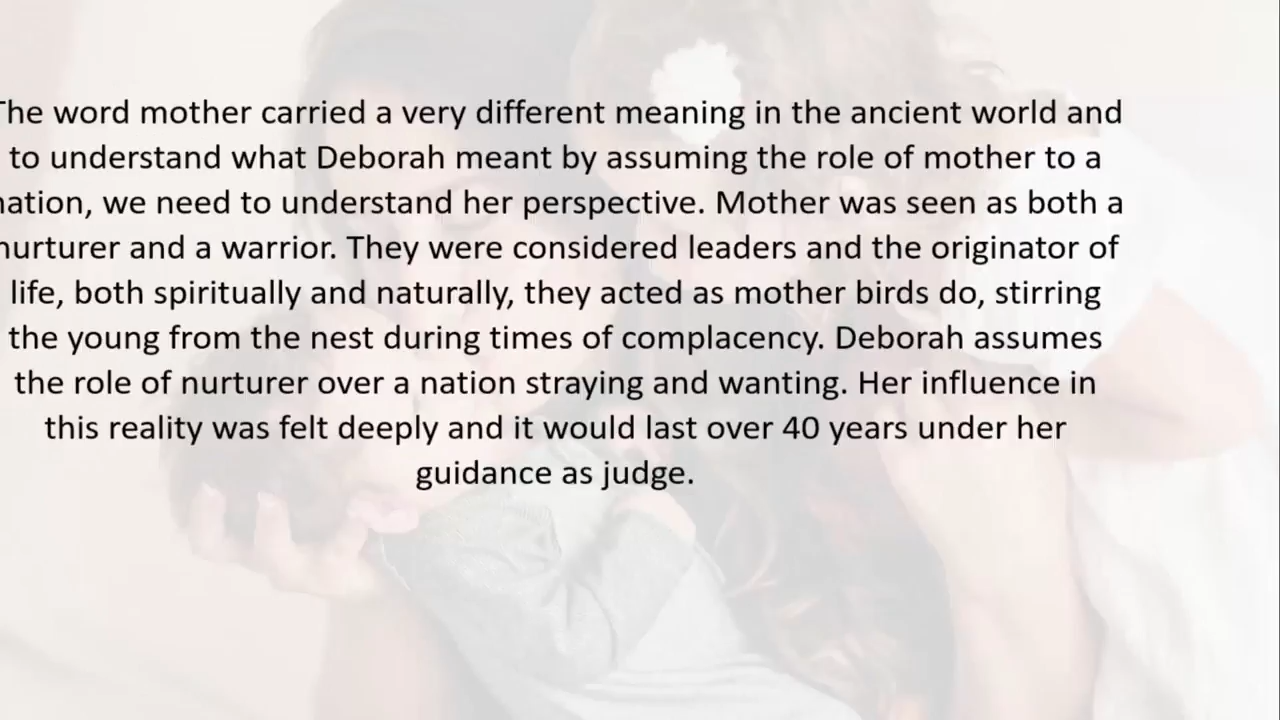 The word mother carried a very different meaning in the ancient world and
to understand what Deborah meant by assuming the role of mother to a
nation, we need to understand her perspective. Mother was seen as both a
nurturer and a warrior. They were considered leaders and the originator of
life, both spiritually and naturally, they acted as mother birds do, stirring
the young from the nest during times of complacency. Deborah assumes
the role of nurturer over a nation straying and wanting. Her influence in
this reality was felt deeply and it would last over 40 years under her
guidance as judge.